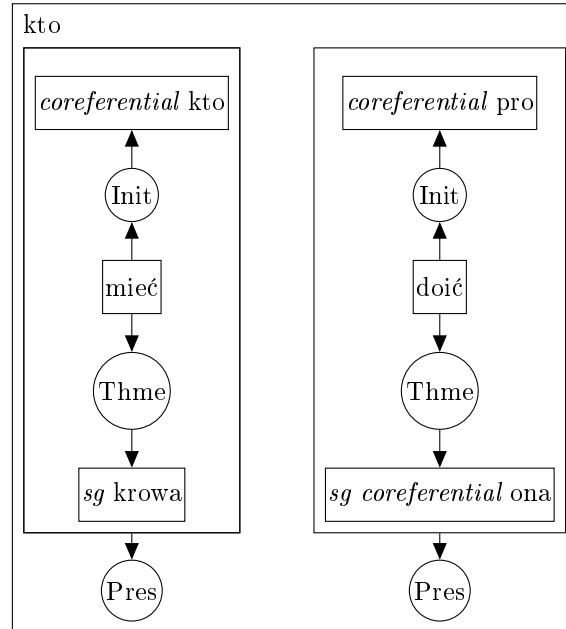 kto
coreferential kto
Init
mieć
Thme
sg krowa
Pres
coreferential pro
Init
doić
Thme
sg coreferential ona
Pres